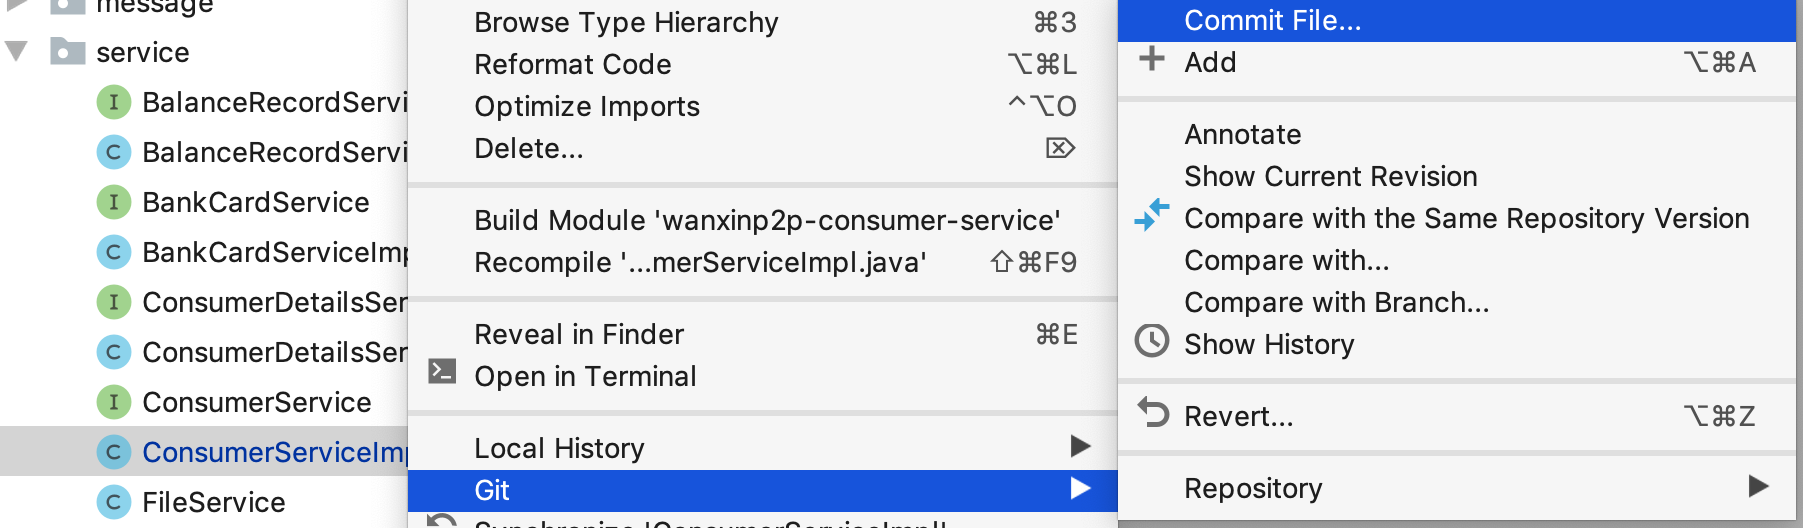 message
service
I BalanceRecordServi
C BalanceRecordServi
I BankCardService
C BankCardServiceImp
I ConsumerDetailsSer
C ConsumerDetailsSer
I ConsumerService
C ConsumerServiceImp
C FileService
Browse Type Hierarchy ⌘3
Reformat Code ⌥⌘L
Optimize Imports ^⌥O
Delete... ⌦
Build Module 'wanxinp2p-consumer-service'
Recompile '...merServiceImpl.java' ⇧⌘F9
Reveal in Finder ⌘E
Open in Terminal
Local History
Git
Synchronize 'ConsumerServiceImpl'
Commit File...
Add ⌥⌘A
Annotate
Show Current Revision
Compare with the Same Repository Version
Compare with...
Compare with Branch...
Show History
Revert... ⌥⌘Z
Repository